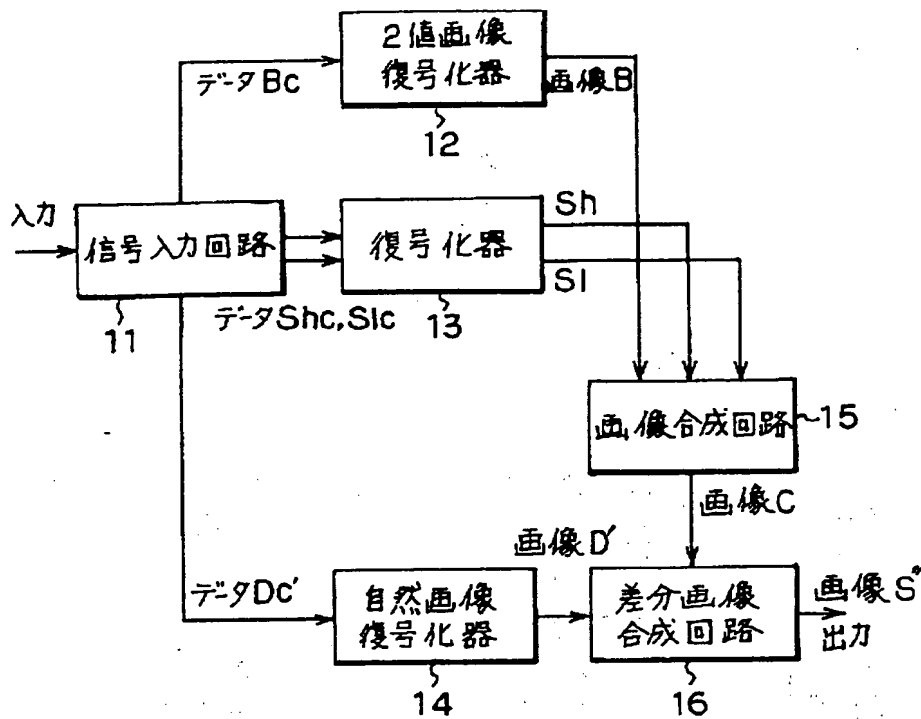 2値画像
復号化器
データBc
画像B
12
入力
信号入力回路
復号化器
Sh
Sl
11
データShc,Slc
13
画像合成回路
15
画像C
画像D′
データDc′
自然画像
復号化器
差分画像
合成回路
画像S″
出力
14
16